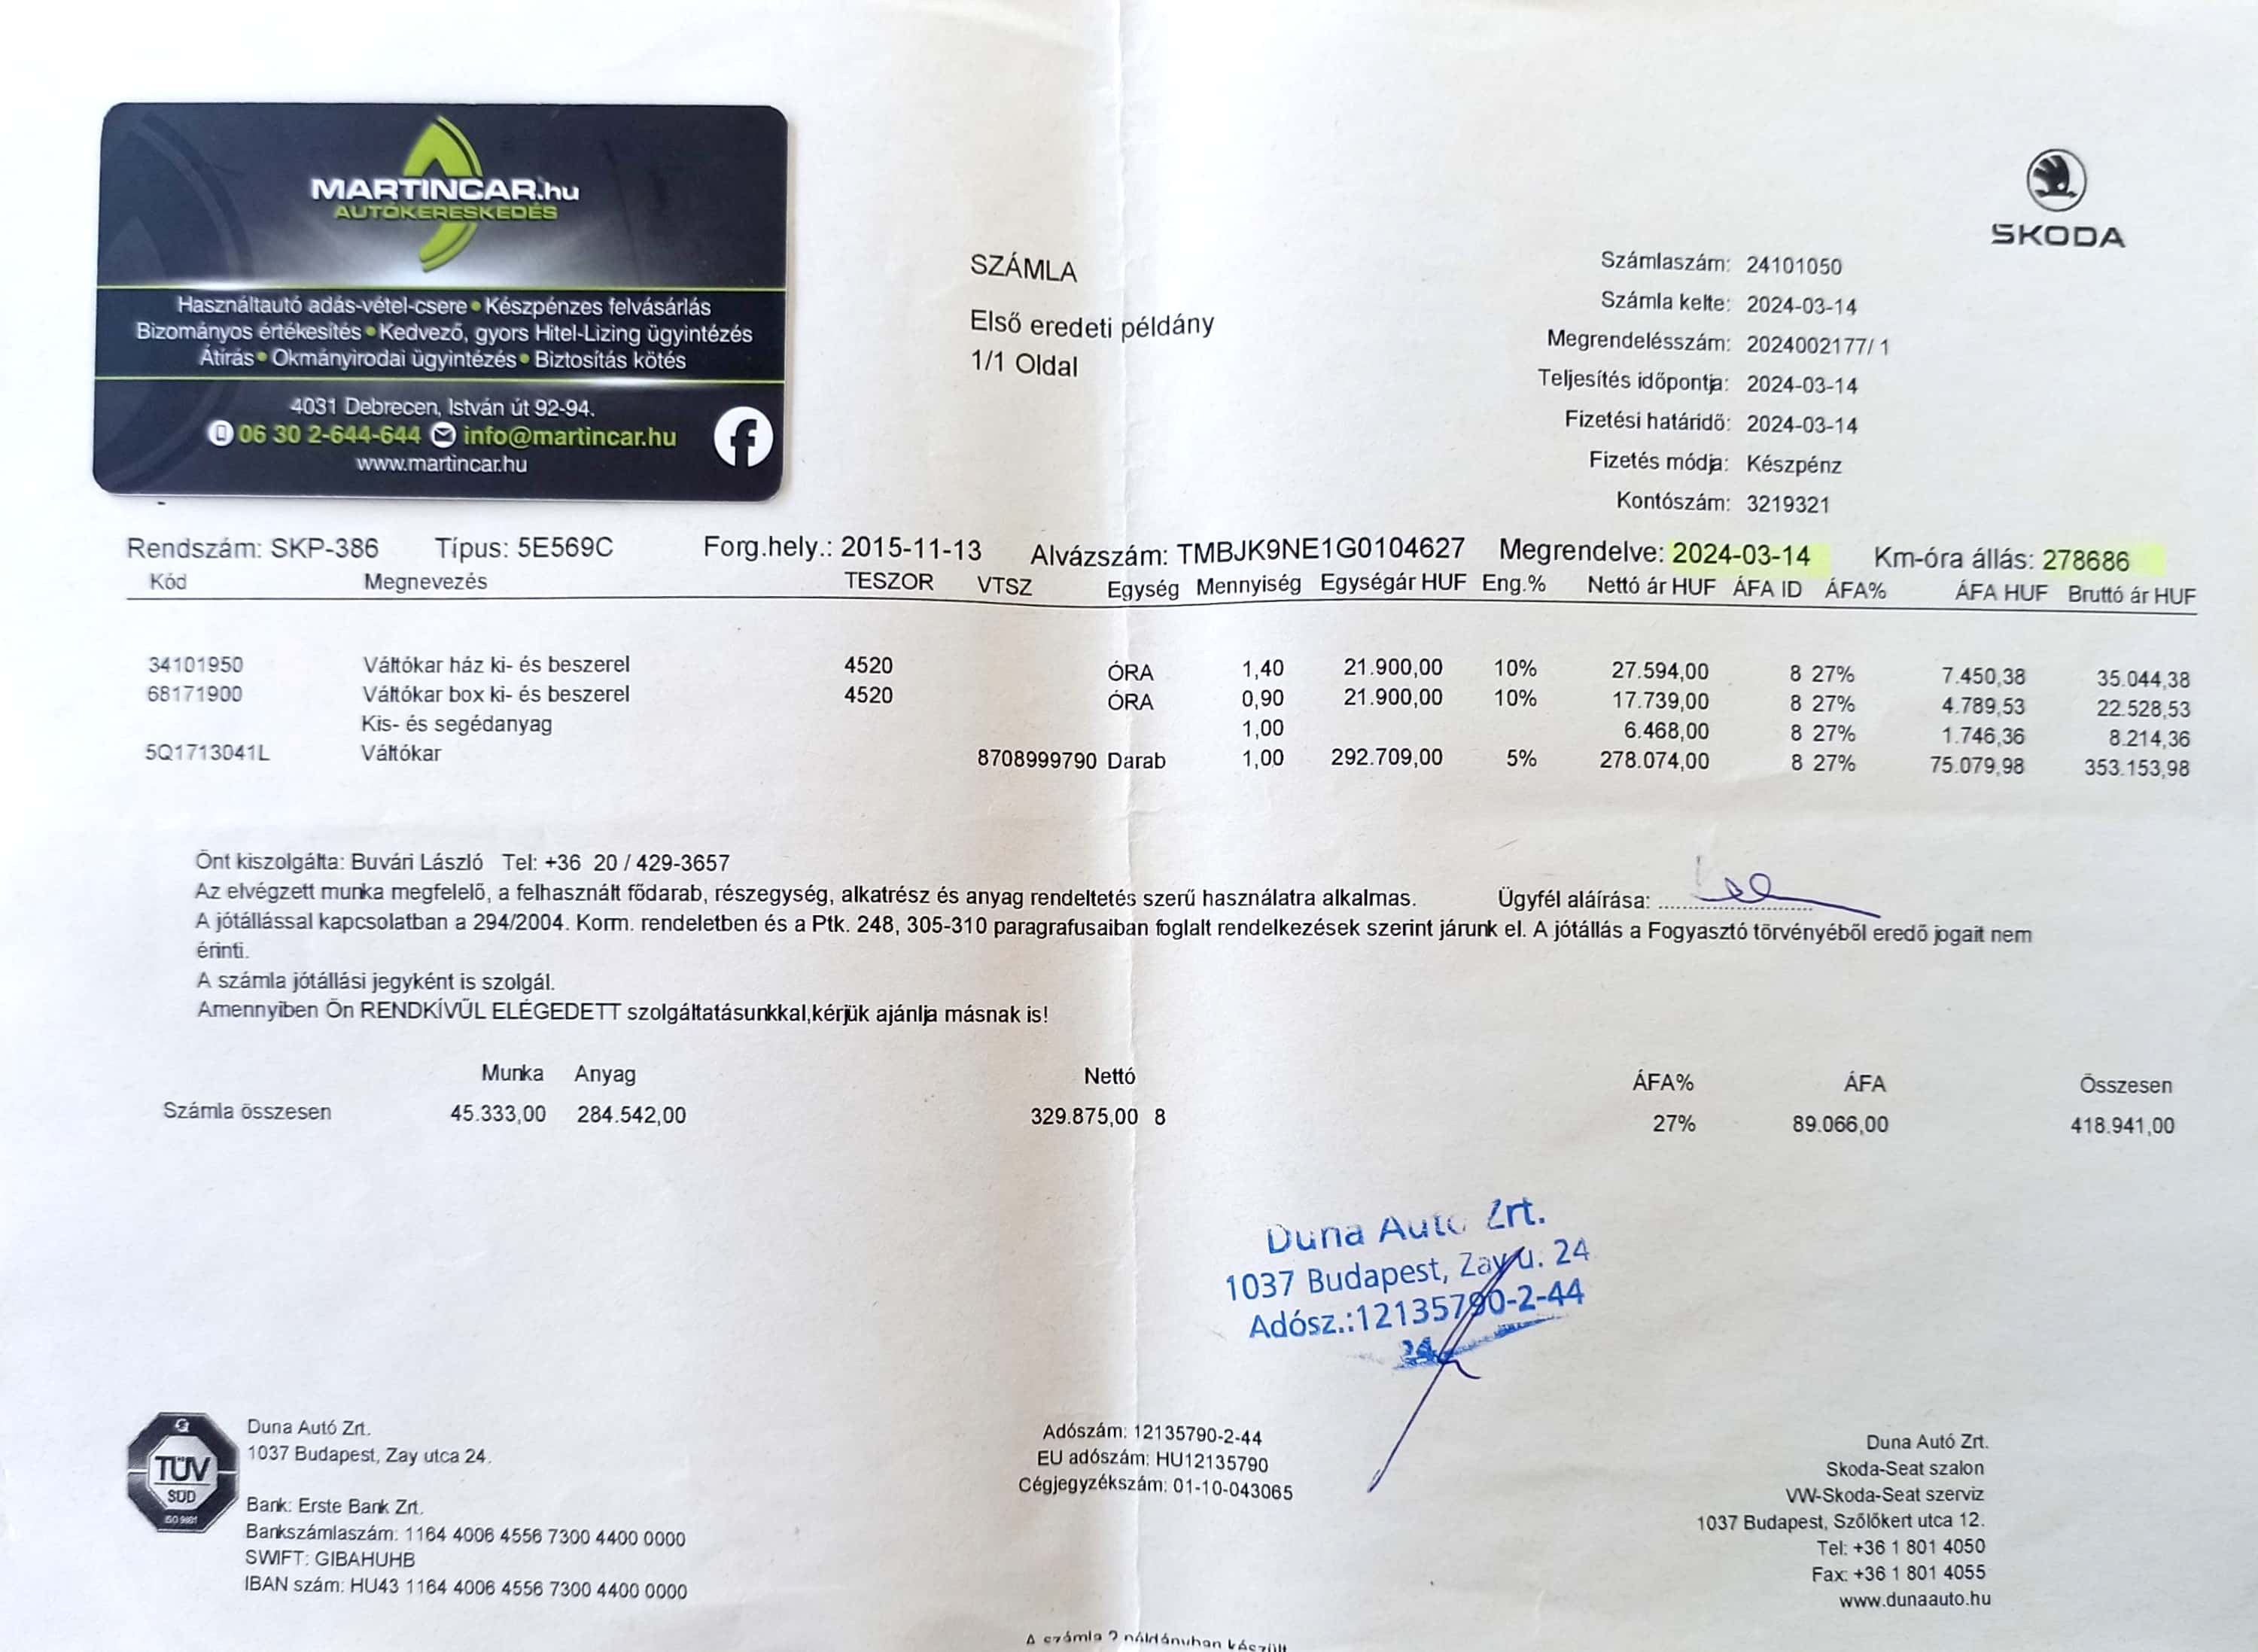 MARTINCAR.hu
AUTÓKERESKEDÉS
Használtautó adás-vétel-csere • Készpénzes felvásárlás
Bizományos értékesítés • Kedvező, gyors Hitel-Lizing ügyintézés
Átírás • Okmányirodai ügyintézés • Biztosítás kötés
4031 Debrecen, István út 92-94.
06 30 2-644-644 info@martincar.hu
www.martincar.hu
f
SKODA
SZÁMLA
Első eredeti példány
1/1 Oldal
Számlaszám: 24101050
Számla kelte: 2024-03-14
Megrendelésszám: 2024002177/ 1
Teljesítés időpontja: 2024-03-14
Fizetési határidő: 2024-03-14
Fizetés módja: Készpénz
Kontószám: 3219321
Rendszám: SKP-386 Típus: 5E569C Forg.hely.: 2015-11-13 Alvázszám: TMBJK9NE1G0104627 Megrendelve: 2024-03-14 Km-óra állás: 278686
Kód Megnevezés TESZOR VTSZ Egység Mennyiség Egységár HUF Eng.% Nettó ár HUF ÁFA ID ÁFA% ÁFA HUF Bruttó ár HUF
34101950 Váltókar ház ki- és beszerel 4520 ÓRA 1,40 21.900,00 10% 27.594,00 8 27% 7.450,38 35.044,38
68171900 Váltókar box ki- és beszerel 4520 ÓRA 0,90 21.900,00 10% 17.739,00 8 27% 4.789,53 22.528,53
Kis- és segédanyag 1,00 6.468,00 8 27% 1.746,36 8.214,36
5Q1713041L Váltókar 8708999790 Darab 1,00 292.709,00 5% 278.074,00 8 27% 75.079,98 353.153,98
Önt kiszolgálta: Buvári László Tel: +36 20 / 429-3657
Az elvégzett munka megfelelő, a felhasznált fődarab, részegység, alkatrész és anyag rendeltetés szerű használatra alkalmas. Ügyfél aláírása: ........................
A jótállással kapcsolatban a 294/2004. Korm. rendeletben és a Ptk. 248, 305-310 paragrafusaiban foglalt rendelkezések szerint járunk el. A jótállás a Fogyasztó törvényéből eredő jogait nem
érinti.
A számla jótállási jegyként is szolgál.
Amennyiben Ön RENDKÍVÜL ELÉGEDETT szolgáltatásunkkal,kérjük ajánlja másnak is!
Munka Anyag Nettó ÁFA% ÁFA Összesen
Számla összesen 45.333,00 284.542,00 329.875,00 8 27% 89.066,00 418.941,00
Duna Autó Zrt.
1037 Budapest, Zay u. 24
Adósz.:12135790-2-44
24.
TÜV
SÜD
ISO 9001
Duna Autó Zrt.
1037 Budapest, Zay utca 24.
Bank: Erste Bank Zrt.
Bankszámlaszám: 1164 4006 4556 7300 4400 0000
SWIFT: GIBAHUHB
IBAN szám: HU43 1164 4006 4556 7300 4400 0000
Adószám: 12135790-2-44
EU adószám: HU12135790
Cégjegyzékszám: 01-10-043065
Duna Autó Zrt.
Skoda-Seat szalon
VW-Skoda-Seat szerviz
1037 Budapest, Szőlőkert utca 12.
Tel: +36 1 801 4050
Fax: +36 1 801 4055
www.dunaauto.hu
A számla 2 példányban készült